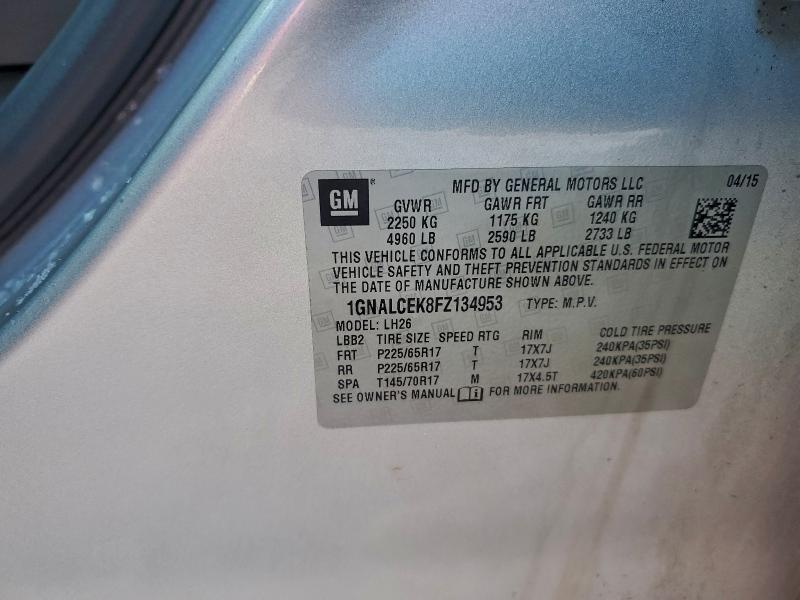 GM ® MFD BY GENERAL MOTORS LLC 04/15
GVWR GAWR FRT GAWR RR
2250 KG 1175 KG 1240 KG
4960 LB 2590 LB 2733 LB
THIS VEHICLE CONFORMS TO ALL APPLICABLE U.S. FEDERAL MOTOR
VEHICLE SAFETY AND THEFT PREVENTION STANDARDS IN EFFECT ON
THE DATE OF MANUFACTURE SHOWN ABOVE.
1GNALCEK8FZ134953 TYPE: M.P.V.
MODEL: LH26
LBB2 TIRE SIZE SPEED RTG RIM COLD TIRE PRESSURE
FRT P225/65R17 T 17X7J 240KPA(35PSI)
RR P225/65R17 T 17X7J 240KPA(35PSI)
SPA T145/70R17 M 17X4.5T 420KPA(60PSI)
SEE OWNER'S MANUAL FOR MORE INFORMATION.